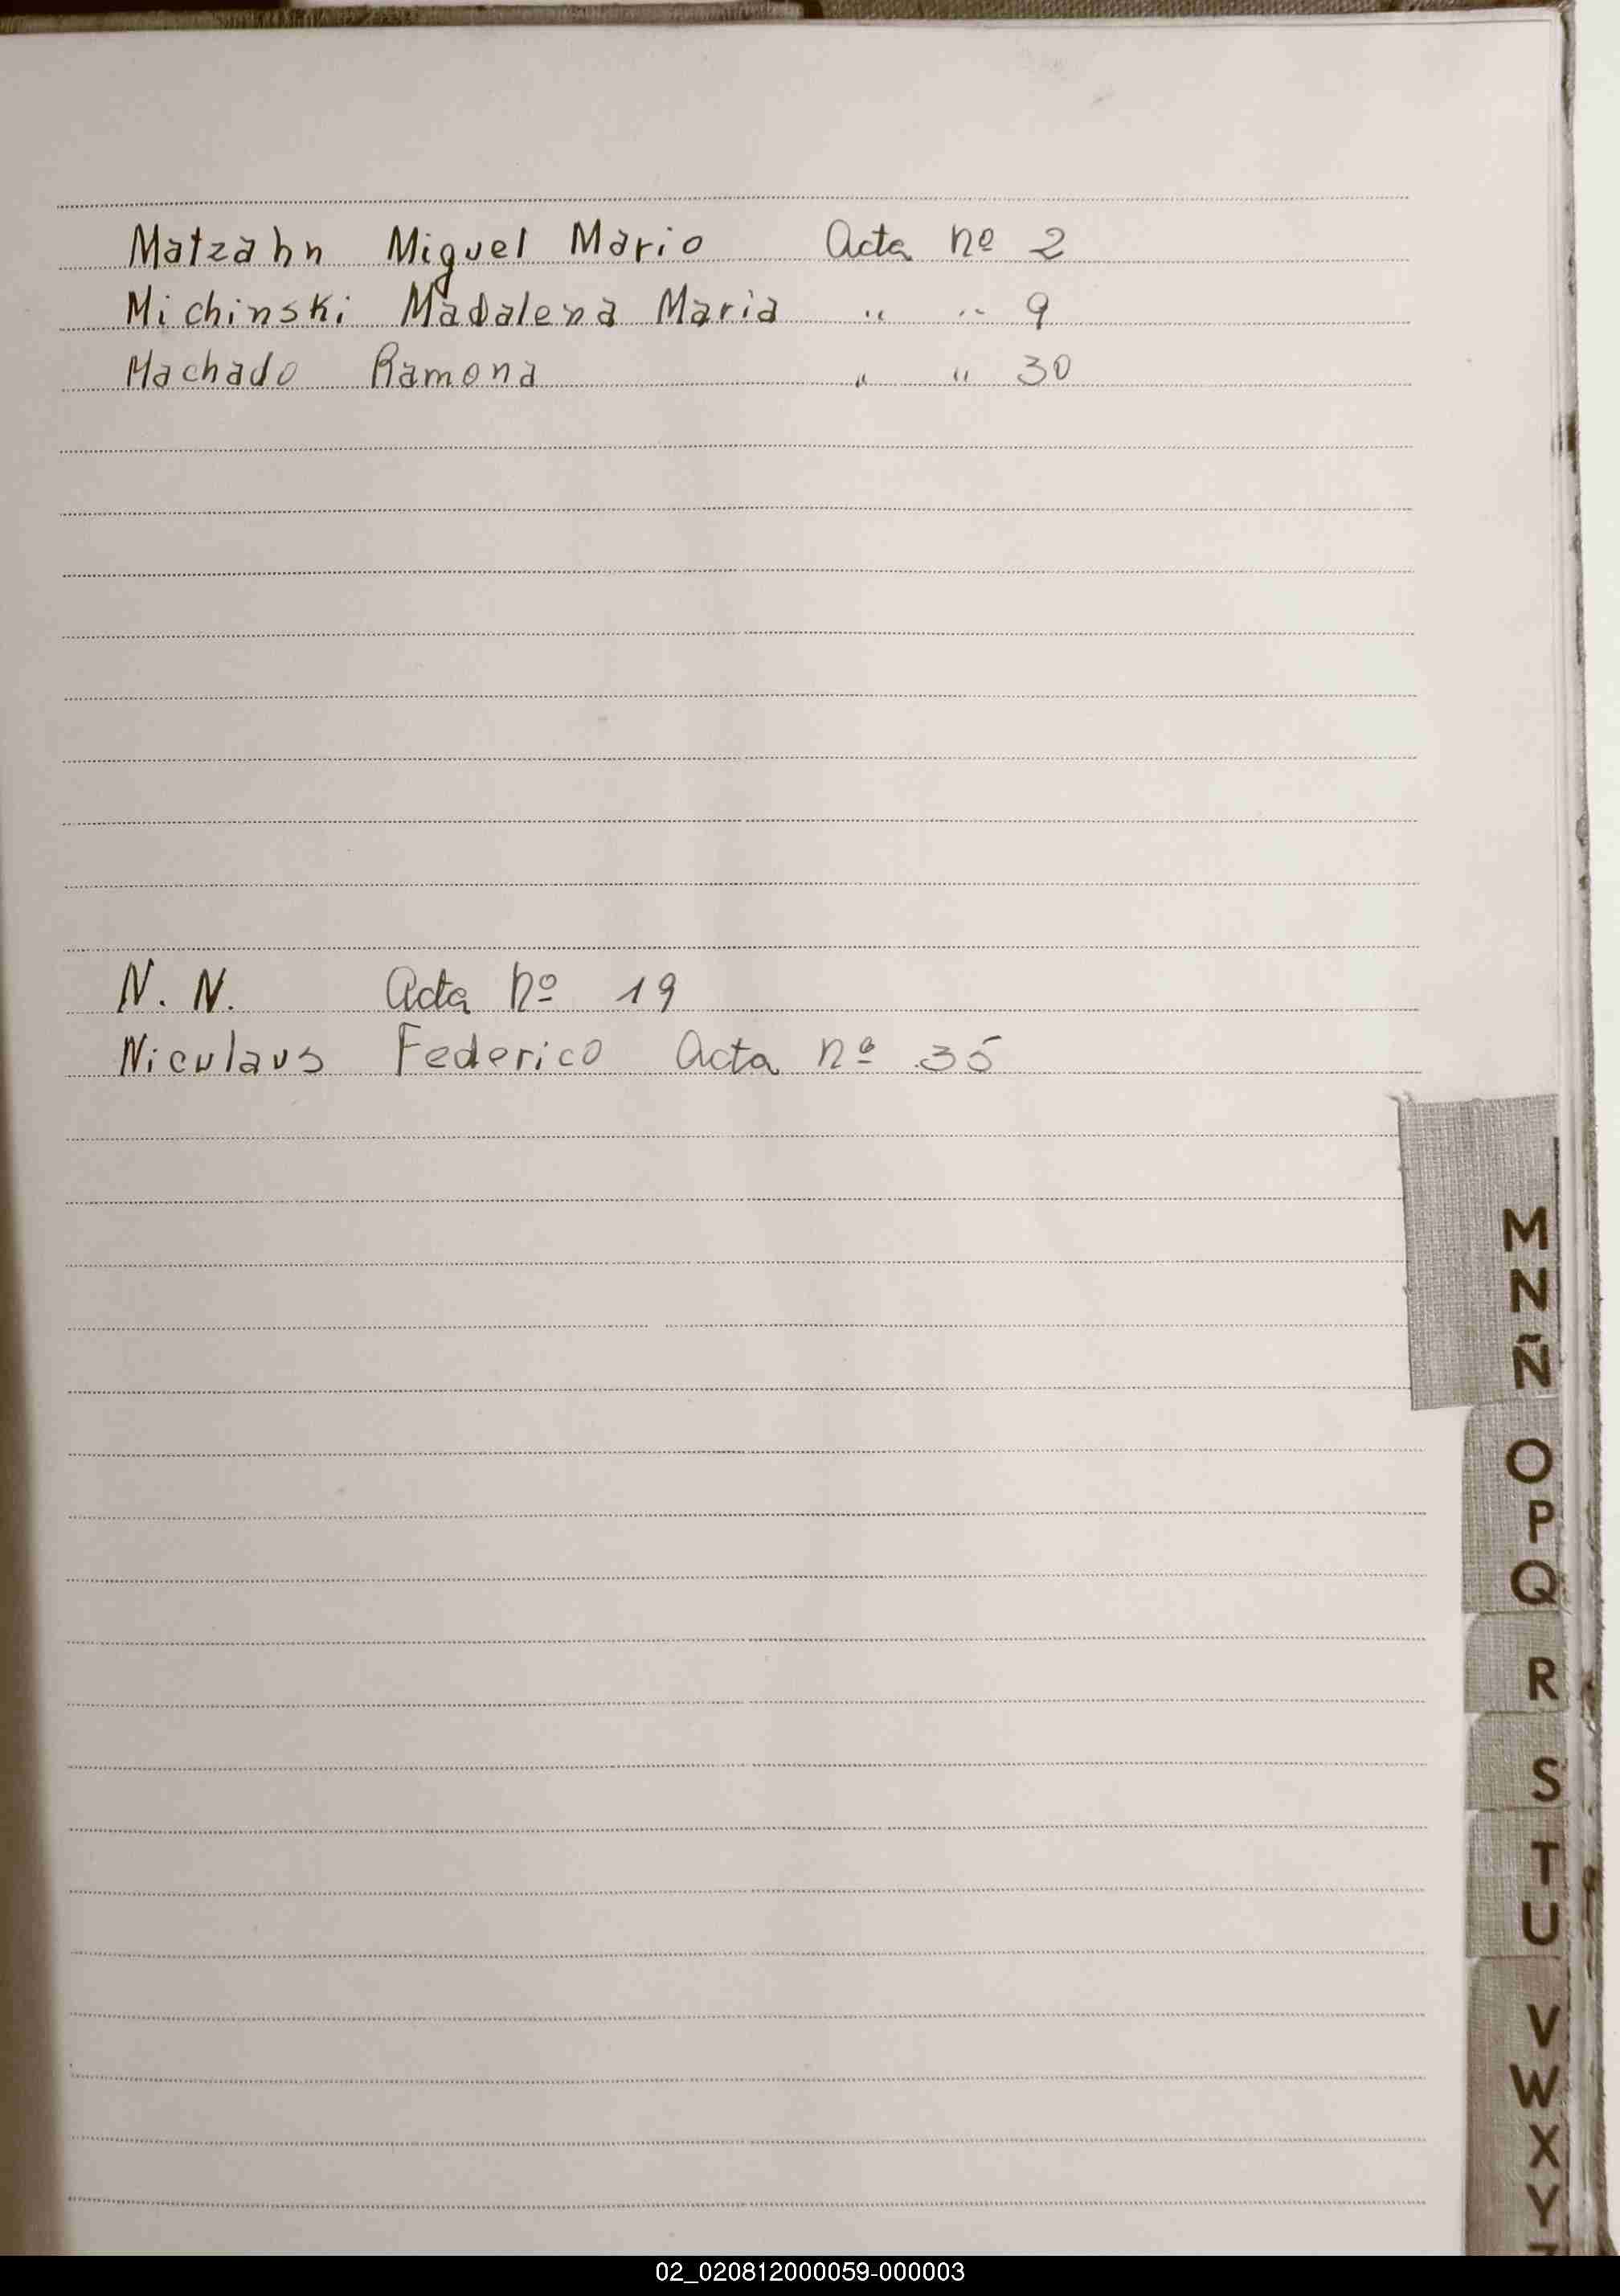 Matzahn Miguel Mario Acta nº 2
Michinski Madalena Maria " " 9
Machado Ramona " " 30
N. N. Acta nº 19
Niculaus Federico Acta nº 35
M
N
Ñ
O
P
Q
R
S
T
U
V
W
X
Y
02_020812000059-000003